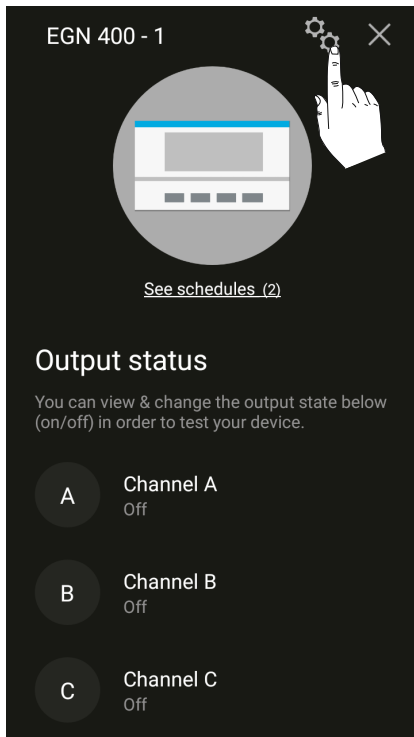 EGN 400 - 1
See schedules (2)
Output status
You can view & change the output state below
(on/off) in order to test your device.
A
Channel A
Off
B
Channel B
Off
C
Channel C
Off